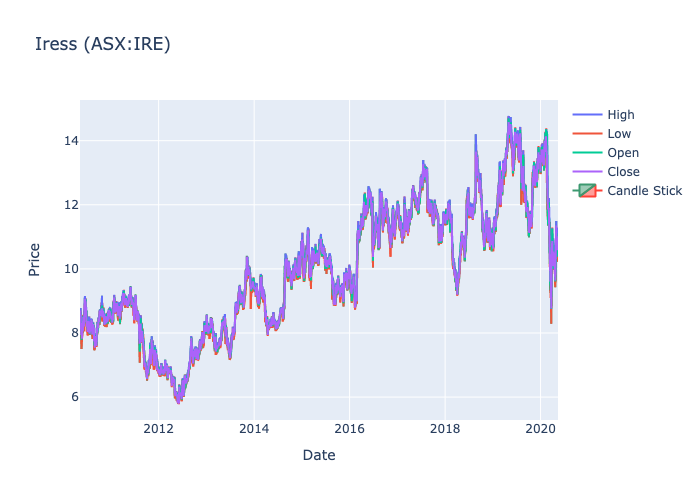 Iress (ASX:IRE)
High
Low
Open
Close
Candle Stick
14
12
10
8
6
2012 2014 2016 2018 2020
Price
Date